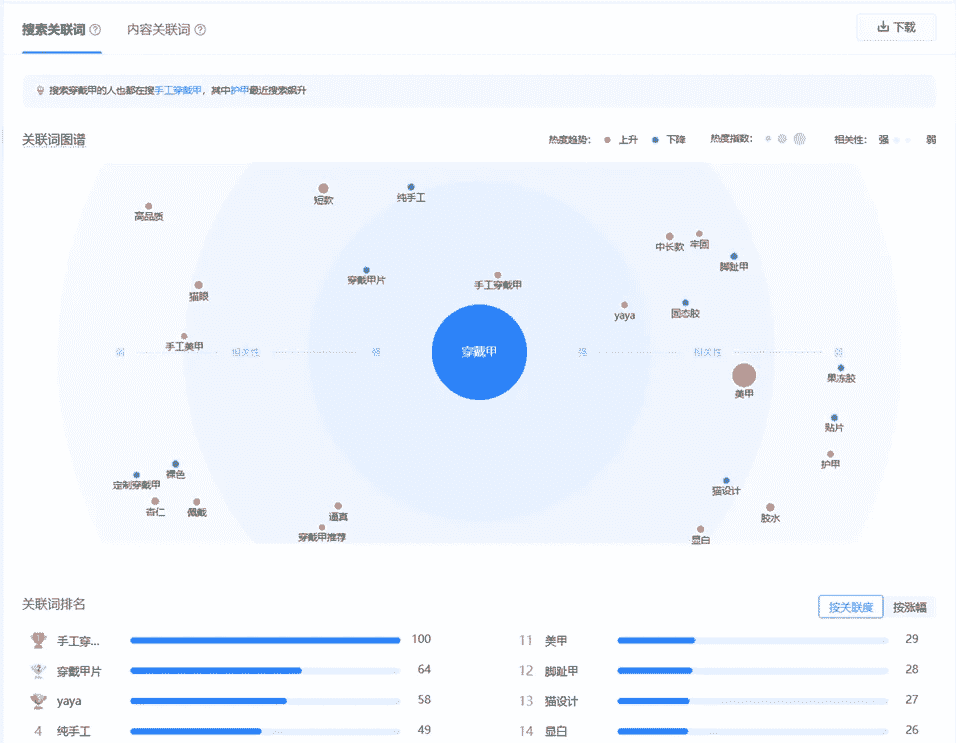 搜索关联词 ? 内容关联词 ? 下载
搜索穿戴甲的人也都在搜手工穿戴甲，其中护甲最近搜索飙升
关联词图谱 热度趋势： 上升 下降 热度指数： 相关性： 强 弱
短款 纯手工
高品质
中长款 牢固
脚趾甲
穿戴甲片 手工穿戴甲
猫眼
yaya 固态胶
手工美甲
弱 相关性 强 穿戴甲 强 相关性 弱
果冻胶
美甲
贴片
护甲
裸色
定制穿戴甲
猫设计
杏仁 佩戴 逼真 胶水
穿戴甲推荐 显白
关联词排名 按关联度 按涨幅
手工穿... 100 11 美甲 29
穿戴甲片 64 12 脚趾甲 28
yaya 58 13 猫设计 27
4 纯手工 49 14 显白 26